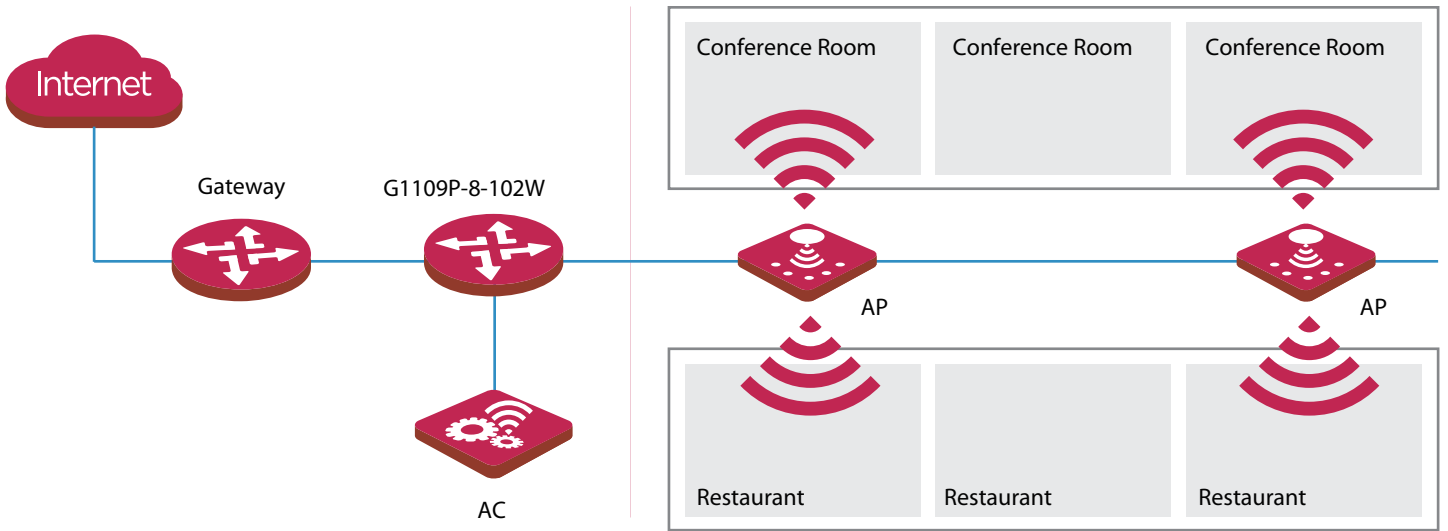 Internet
Gateway
G1109P-8-102W
AC
Conference Room
Conference Room
Conference Room
AP
AP
Restaurant
Restaurant
Restaurant